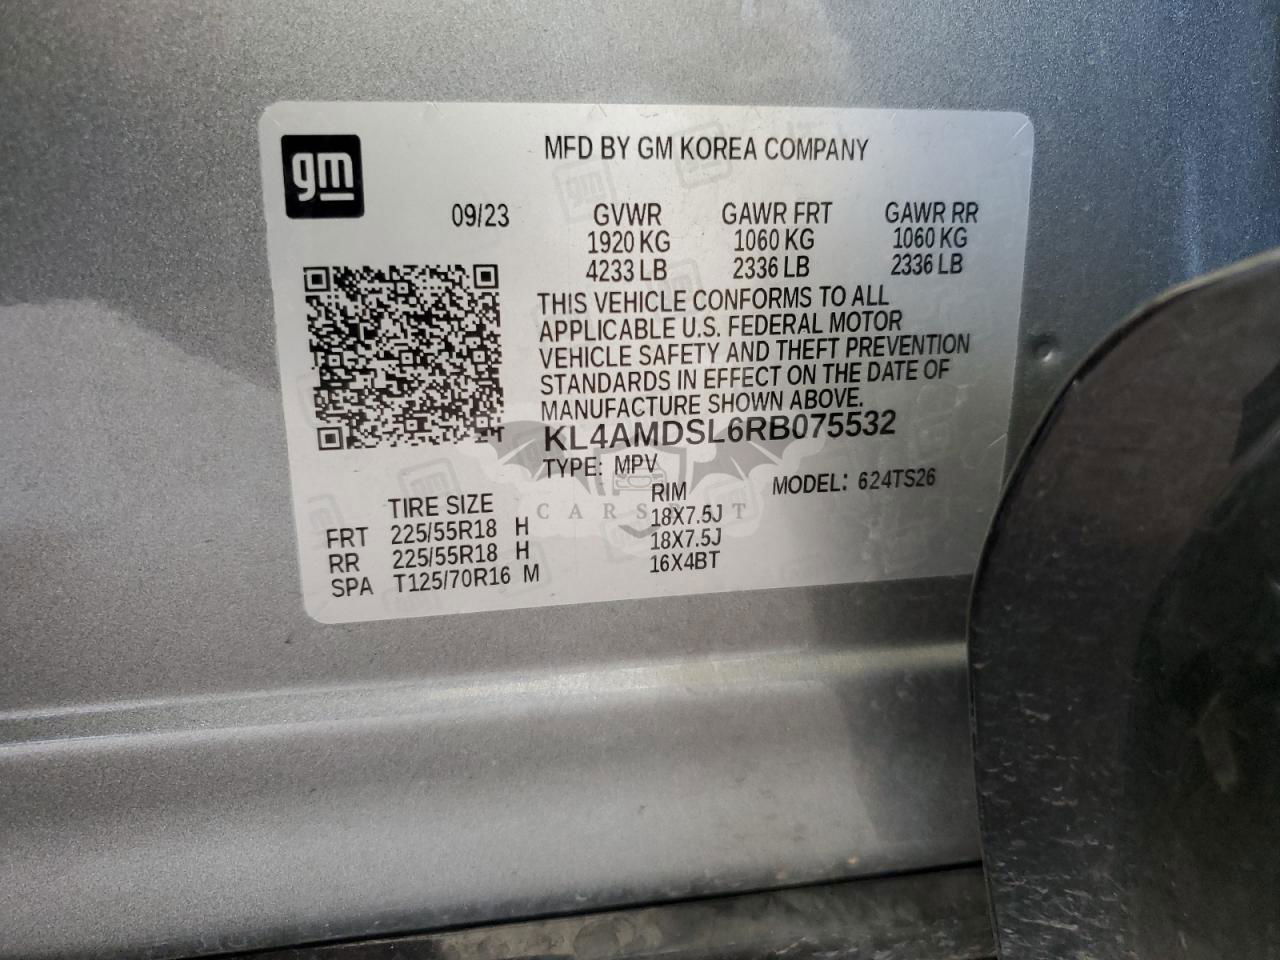 gm
MFD BY GM KOREA COMPANY
09/23 GVWR GAWR FRT GAWR RR
1920 KG 1060 KG 1060 KG
4233 LB 2336 LB 2336 LB
THIS VEHICLE CONFORMS TO ALL
APPLICABLE U.S. FEDERAL MOTOR
VEHICLE SAFETY AND THEFT PREVENTION
STANDARDS IN EFFECT ON THE DATE OF
MANUFACTURE SHOWN ABOVE.
KL4AMDSL6RB075532
TYPE: MPV MODEL: 624TS26
TIRE SIZE RIM
FRT 225/55R18 H 18X7.5J
RR 225/55R18 H 18X7.5J
SPA T125/70R16 M 16X4BT